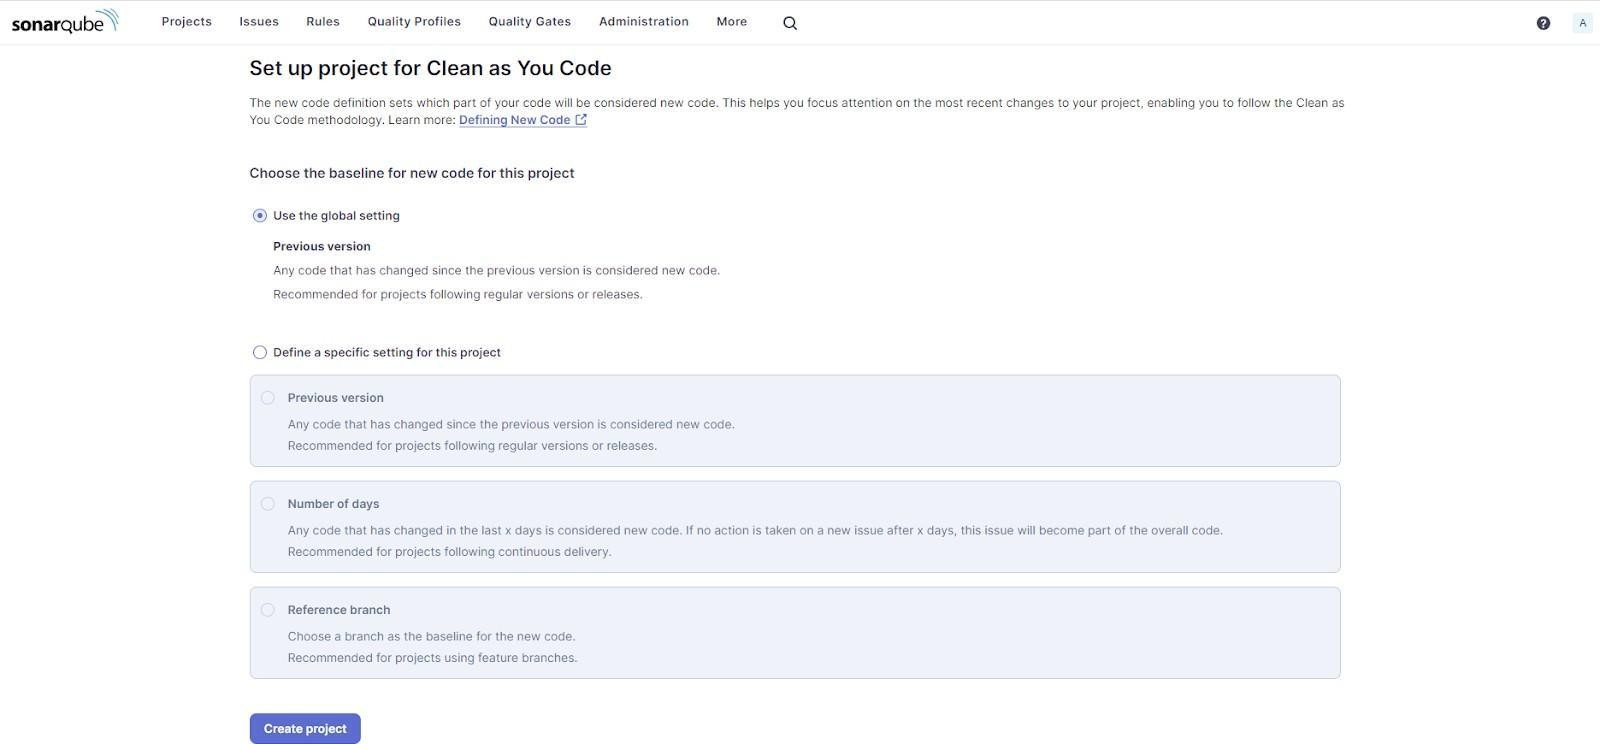 sonarqube Projects Issues Rules Quality Profiles Quality Gates Administration More A
Set up project for Clean as You Code
The new code definition sets which part of your code will be considered new code. This helps you focus attention on the most recent changes to your project, enabling you to follow the Clean as
You Code methodology. Learn more: Defining New Code
Choose the baseline for new code for this project
Use the global setting
Previous version
Any code that has changed since the previous version is considered new code.
Recommended for projects following regular versions or releases.
Define a specific setting for this project
Previous version
Any code that has changed since the previous version is considered new code.
Recommended for projects following regular versions or releases.
Number of days
Any code that has changed in the last x days is considered new code. If no action is taken on a new issue after x days, this issue will become part of the overall code.
Recommended for projects following continuous delivery.
Reference branch
Choose a branch as the baseline for the new code.
Recommended for projects using feature branches.
Create project